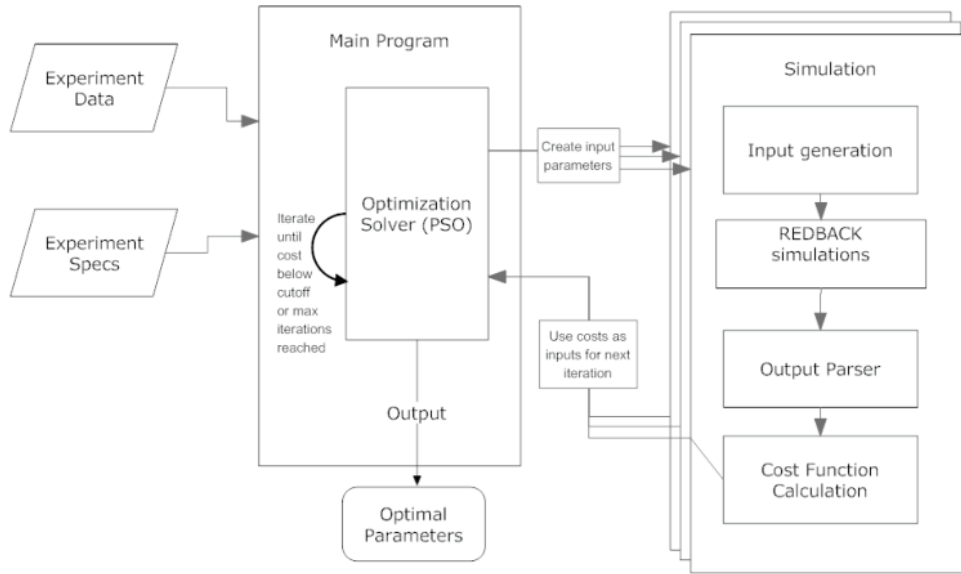 Experiment
Data
Experiment
Specs
Main Program
Optimization
Solver (PSO)
Iterate
until
cost
below
cutoff
or max
iterations
reached
Output
Optimal
Parameters
Create input
parameters
Use costs as
inputs for next
iteration
Simulation
Input generation
REDBACK
simulations
Output Parser
Cost Function
Calculation